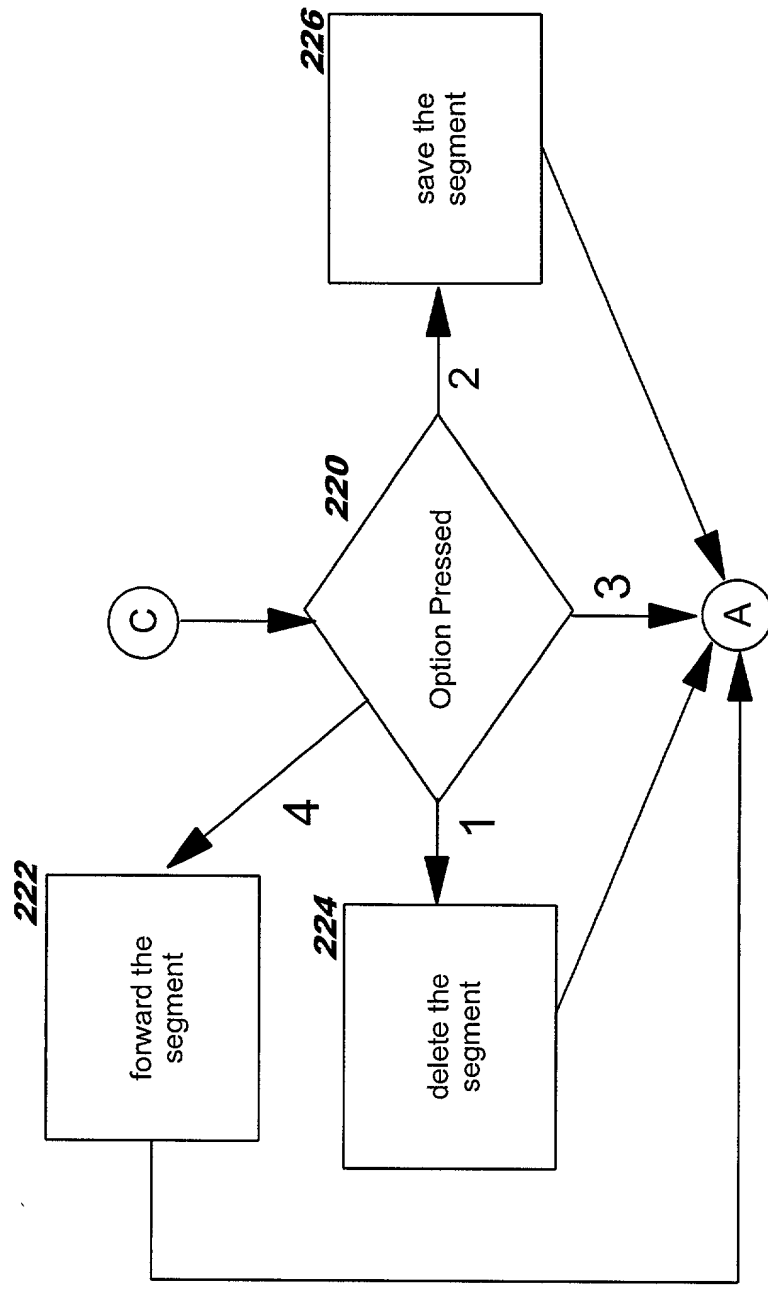 C
222
forward the
segment
4
220
Option Pressed
226
save the
segment
2
224
delete the
segment
1
3
A